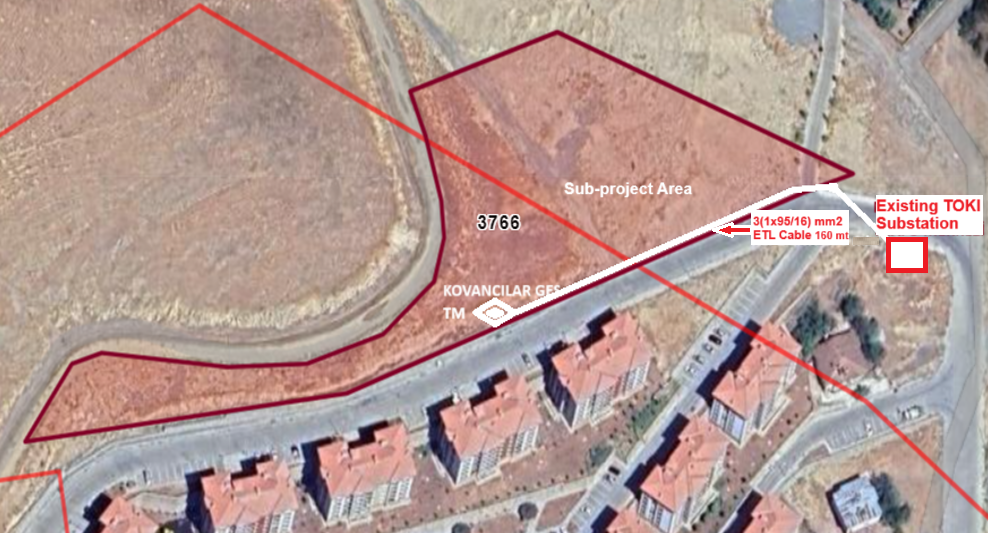 Sub-project Area
3766
Existing TOKI
Substation
3(1x95/16) mm2
ETL Cable 160 mt
KOVANCILAR GES
TM